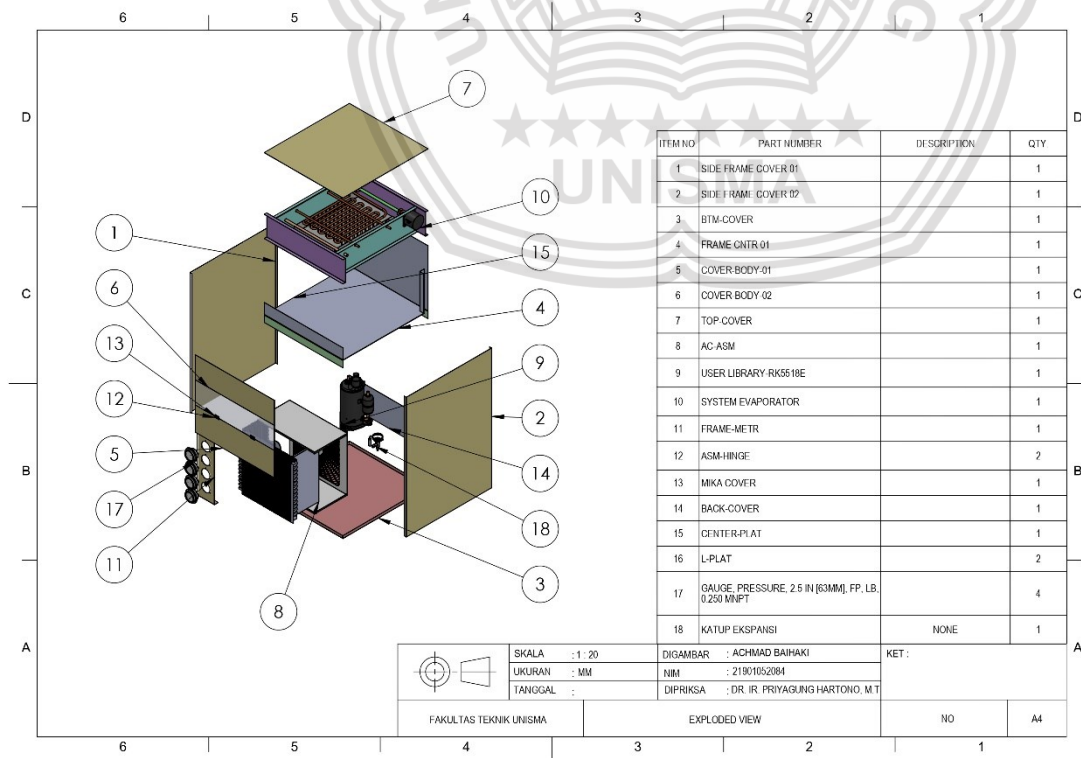 6 5 4 3 2 1
D D
C C
B B
A A
UNISMA
7
10
1
15
6
4
13
9
12
2
5
14
17
18
11
3
8
ITEM NO PART NUMBER DESCRIPTION QTY
1 SIDE FRAME COVER 01 1
2 SIDE FRAME COVER 02 1
3 BTM-COVER 1
4 FRAME CNTR 01 1
5 COVER-BODY-01 1
6 COVER BODY-02 1
7 TOP-COVER 1
8 AC-ASM 1
9 USER LIBRARY-RK5518E 1
10 SYSTEM EVAPORATOR 1
11 FRAME-METR 1
12 ASM-HINGE 2
13 MIKA COVER 1
14 BACK-COVER 1
15 CENTER-PLAT 1
16 L-PLAT 2
17 GAUGE, PRESSURE, 2.5 IN [63MM], FP, LB, 4
0.250 MNPT
18 KATUP EKSPANSI NONE 1
SKALA : 1 : 20 DIGAMBAR : ACHMAD BAIHAKI KET :
UKURAN : MM NIM : 21901052084
TANGGAL : DIPRIKSA : DR. IR. PRIYAGUNG HARTONO, M.T
FAKULTAS TEKNIK UNISMA EXPLODED VIEW NO A4
6 5 4 3 2 1